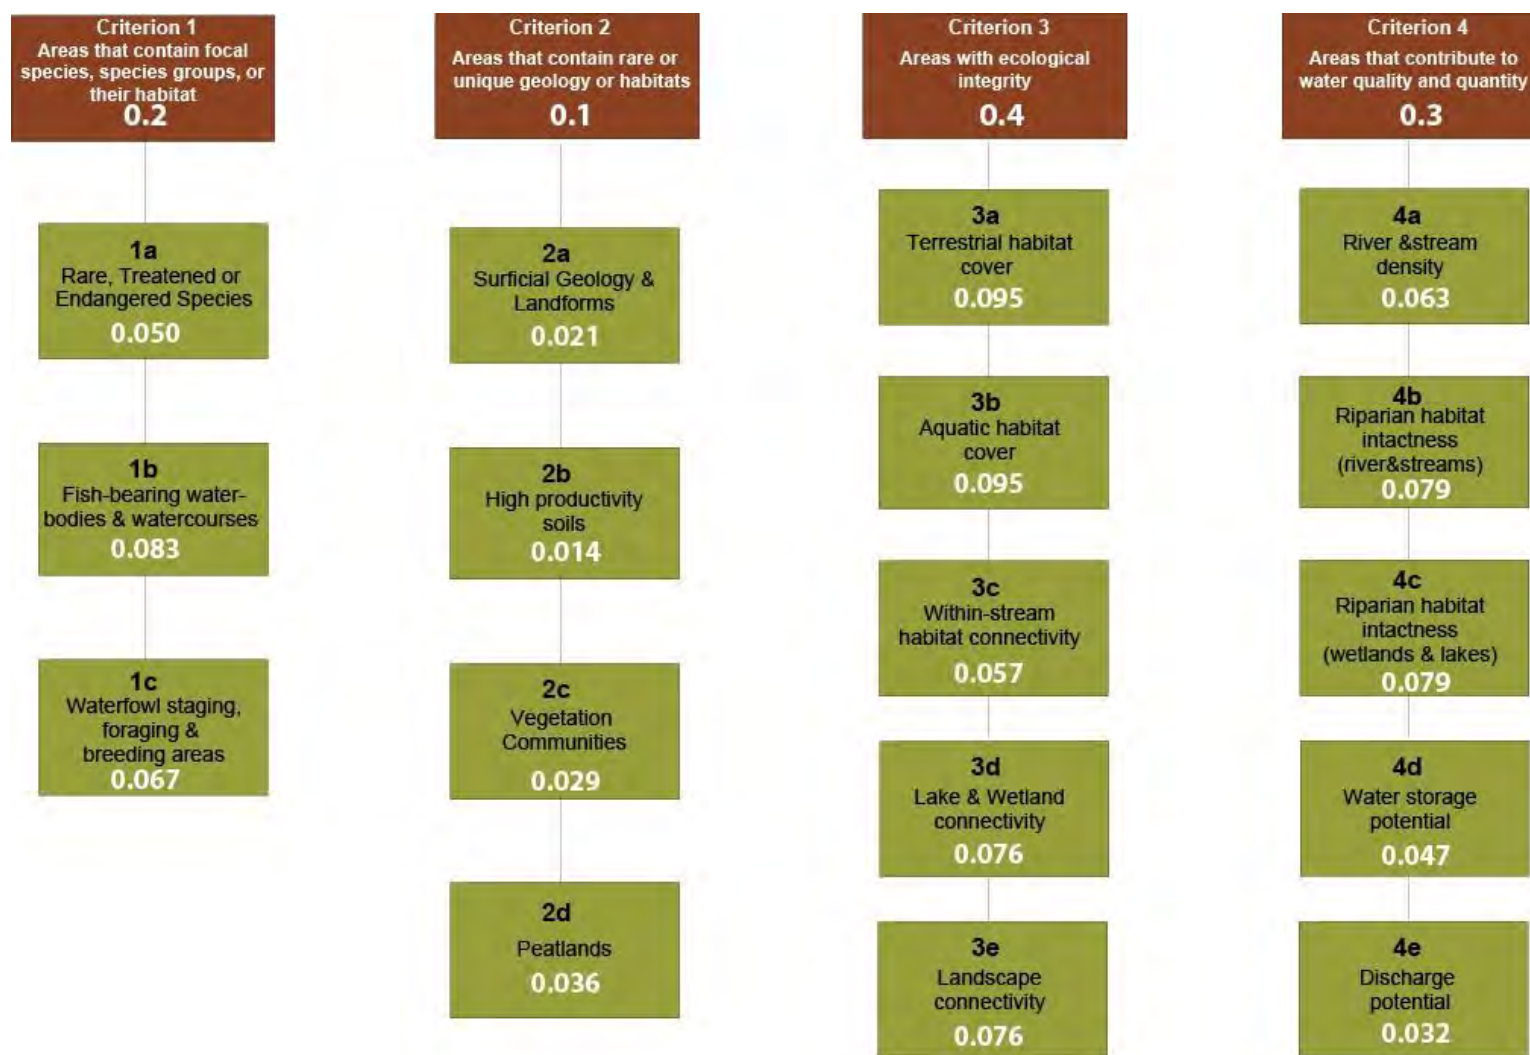 Criterion 1
Areas that contain focal
species, species groups, or
their habitat
0.2
1a
Rare, Treatened or
Endangered Species
0.050
1b
Fish-bearing water-
bodies & watercourses
0.083
1c
Waterfowl staging,
foraging &
breeding areas
0.067
Criterion 2
Areas that contain rare or
unique geology or habitats
0.1
2a
Surficial Geology &
Landforms
0.021
2b
High productivity
soils
0.014
2c
Vegetation
Communities
0.029
2d
Peatlands
0.036
Criterion 3
Areas with ecological
integrity
0.4
3a
Terrestrial habitat
cover
0.095
3b
Aquatic habitat
cover
0.095
3c
Within-stream
habitat connectivity
0.057
3d
Lake & Wetland
connectivity
0.076
3e
Landscape
connectivity
0.076
Criterion 4
Areas that contribute to
water quality and quantity
0.3
4a
River &stream
density
0.063
4b
Riparian habitat
intactness
(river&streams)
0.079
4c
Riparian habitat
intactness
(wetlands & lakes)
0.079
4d
Water storage
potential
0.047
4e
Discharge
potential
0.032